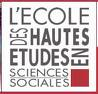 L'ECOLE
DES HAUTES
ETUDES EN
SCIENCES
SOCIALES